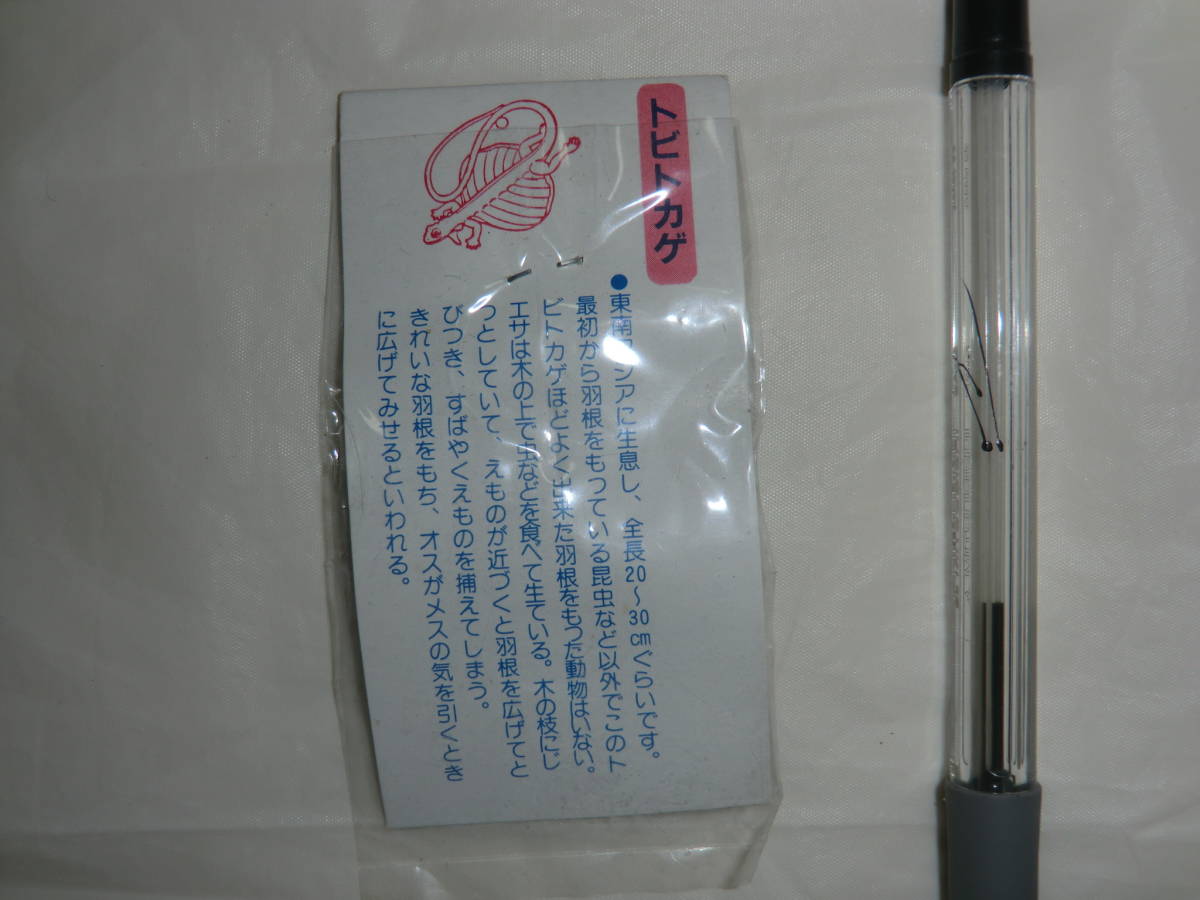 トビトカゲ
●東南アジアに生息し、全長20～30cmぐらいです。
最初から羽根をもっている昆虫など以外でこのト
ビトカゲほどよく出来た羽根をもつた動物はいない。
エサは木の上で虫などを食べて生ている。木の枝にじ
つとしていて、えものが近づくと羽根を広げてと
びつき、すばやくえものを捕えてしまう。
きれいな羽根をもち、オスがメスの気を引くとき
に広げてみせるといわれる。